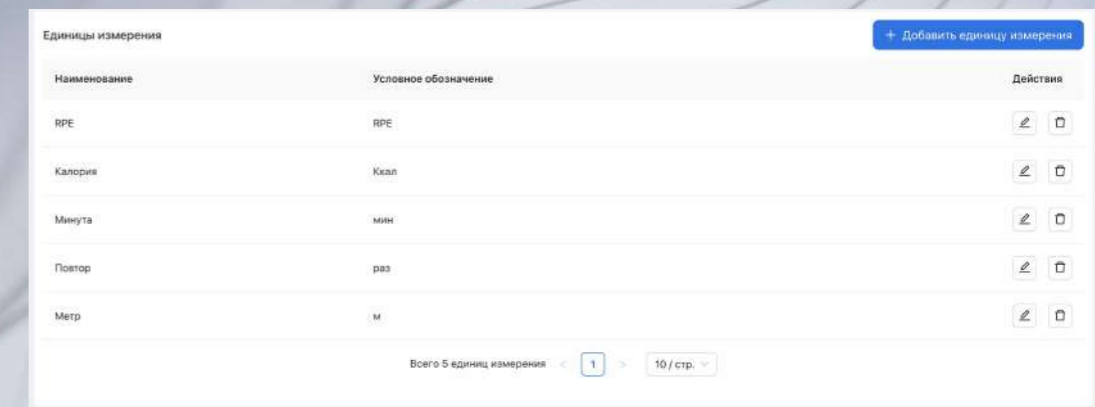 Единицы измерения
+ Добавить единицу измерения
Наименование Условное обозначение Действия
RPE RPE
Калория Ккал
Минута мин
Повтор раз
Метр м
Всего 5 единиц измерения < 1 > 10 / стр.